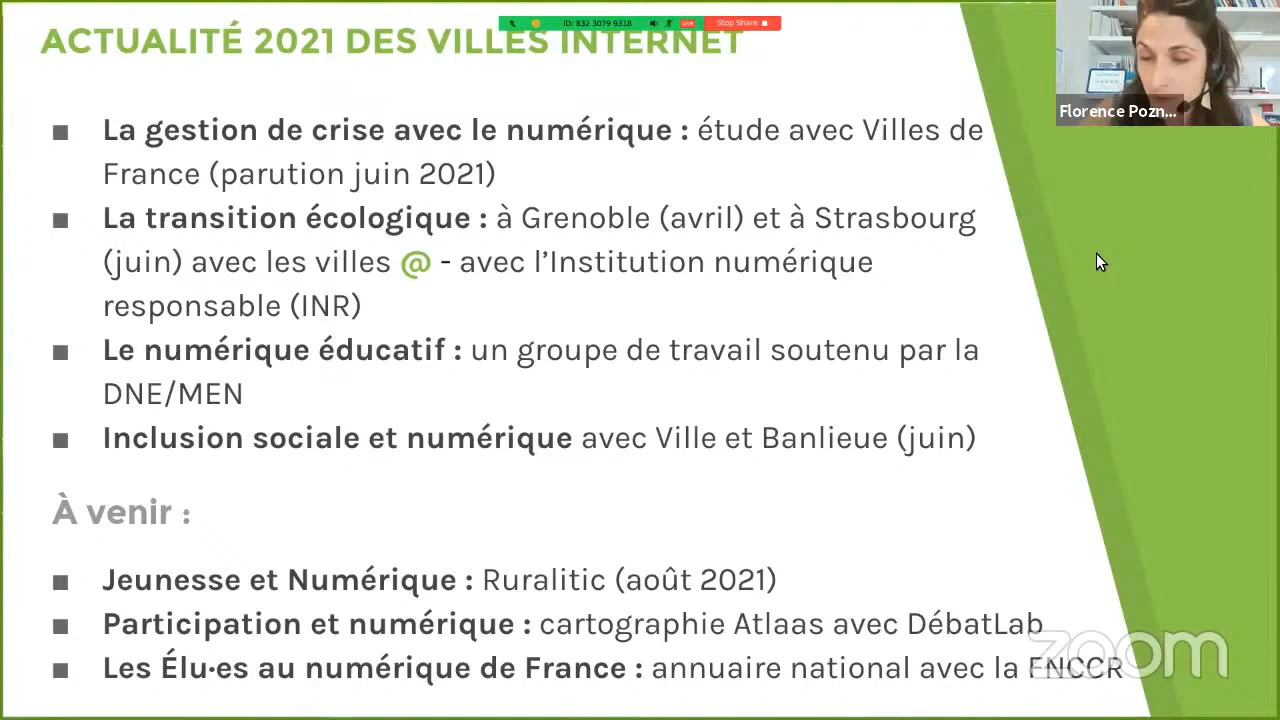 ID: 832 3079 9318
LIVE
Stop Share
ACTUALITÉ 2021 DES VILLES INTERNET
Florence Pozn...
■ La gestion de crise avec le numérique : étude avec Villes de
France (parution juin 2021)
■ La transition écologique : à Grenoble (avril) et à Strasbourg
(juin) avec les villes @ - avec l’Institution numérique
responsable (INR)
■ Le numérique éducatif : un groupe de travail soutenu par la
DNE/MEN
■ Inclusion sociale et numérique avec Ville et Banlieue (juin)
À venir :
■ Jeunesse et Numérique : Ruralitic (août 2021)
■ Participation et numérique : cartographie Atlaas avec DébatLab
■ Les Élu·es au numérique de France : annuaire national avec la FNCCR
zoom